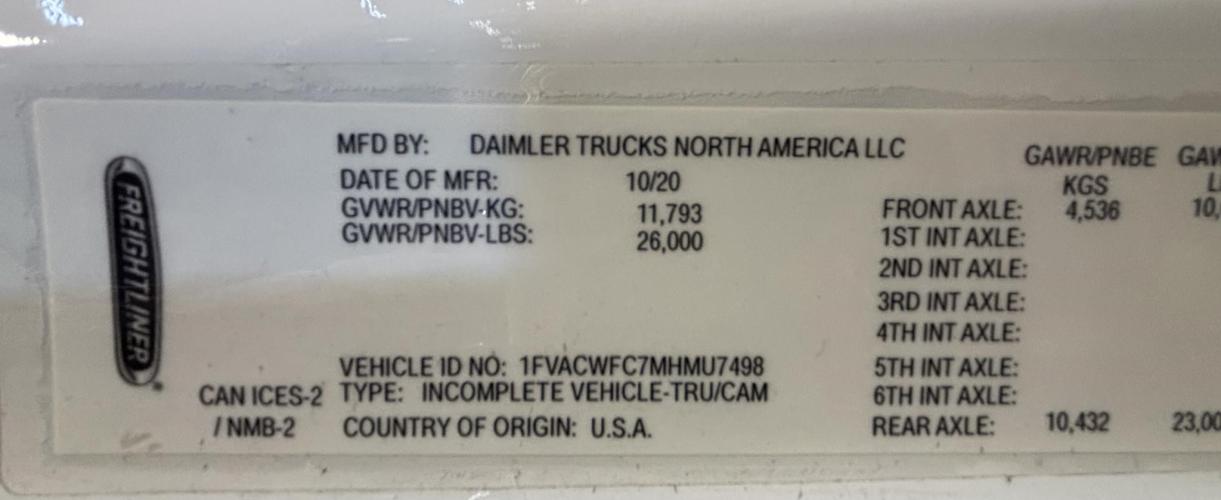 FREIGHTLINER
MFD BY: DAIMLER TRUCKS NORTH AMERICA LLC
DATE OF MFR: 10/20
GVWR/PNBV-KG: 11,793
GVWR/PNBV-LBS: 26,000
VEHICLE ID NO: 1FVACWFC7MHMU7498
CAN ICES-2 TYPE: INCOMPLETE VEHICLE-TRU/CAM
/ NMB-2 COUNTRY OF ORIGIN: U.S.A.
GAWR/PNBE
KGS
FRONT AXLE: 4,536
1ST INT AXLE:
2ND INT AXLE:
3RD INT AXLE:
4TH INT AXLE:
5TH INT AXLE:
6TH INT AXLE:
REAR AXLE: 10,432